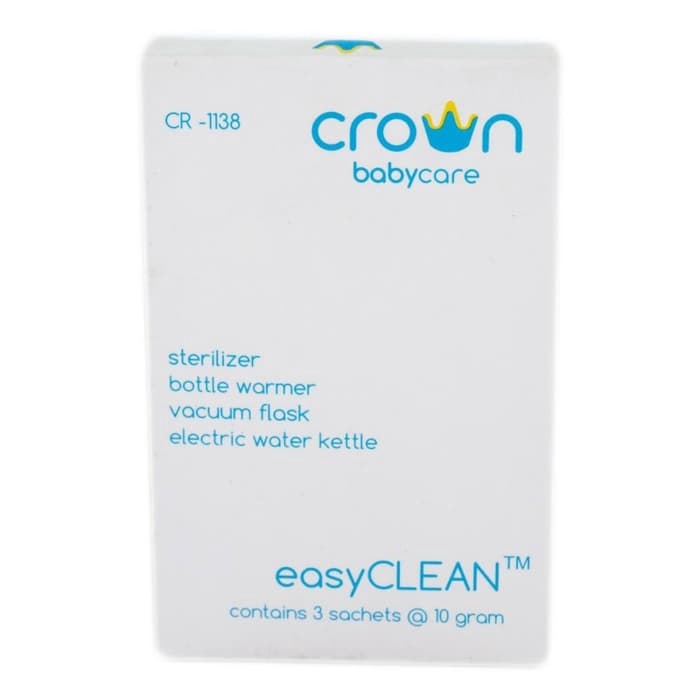 CR -1138
crown
babycare
sterilizer
bottle warmer
vacuum flask
electric water kettle
easyCLEAN™
contains 3 sachets @ 10 gram